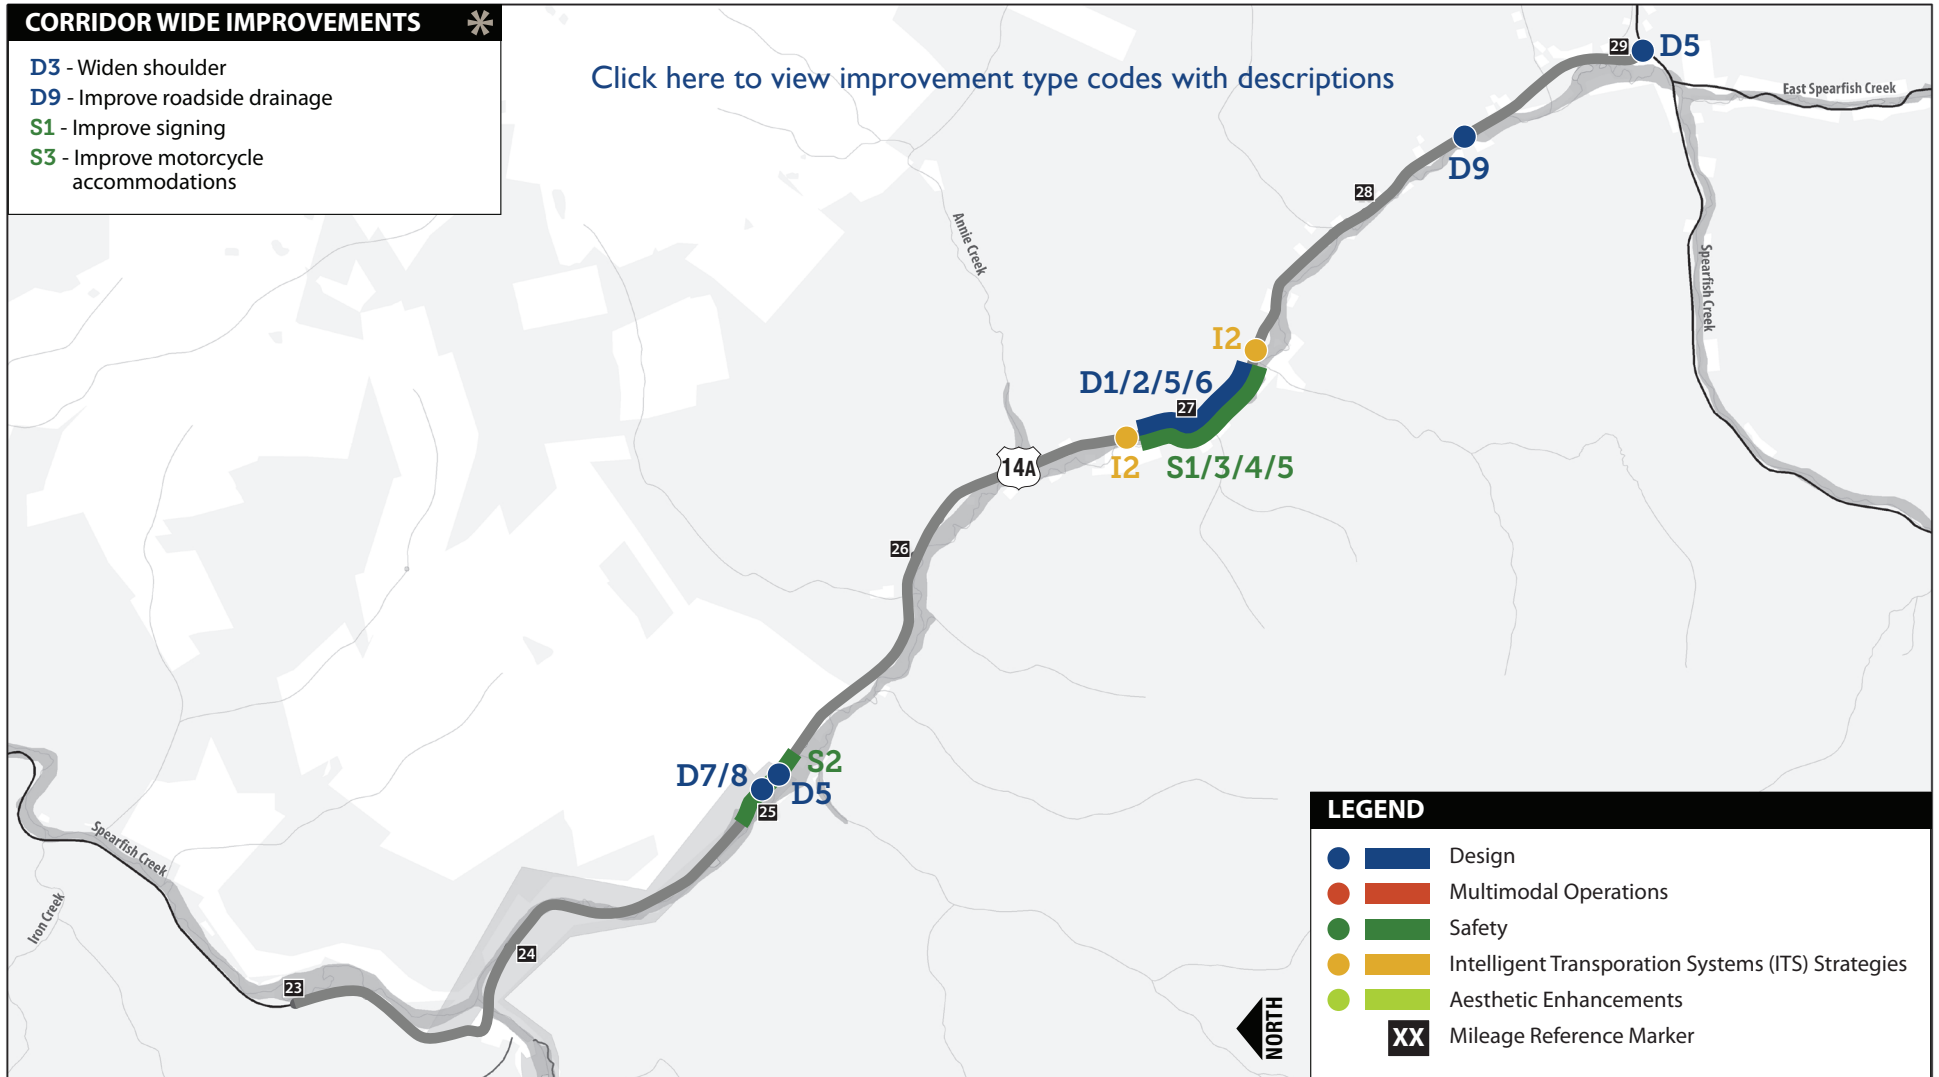 CORRIDOR WIDE IMPROVEMENTS *
D3 - Widen shoulder
D9 - Improve roadside drainage
S1 - Improve signing
S3 - Improve motorcycle
accommodations
Click here to view improvement type codes with descriptions
29
D5
East Spearfish Creek
D9
28
Annie Creek
Spearfish Creek
I2
D1/2/5/6
27
I2
S1/3/4/5
14A
26
S2
D7/8
D5
25
Spearfish Creek
Iron Creek
24
23
NORTH
LEGEND
Design
Multimodal Operations
Safety
Intelligent Transporation Systems (ITS) Strategies
Aesthetic Enhancements
XX Mileage Reference Marker